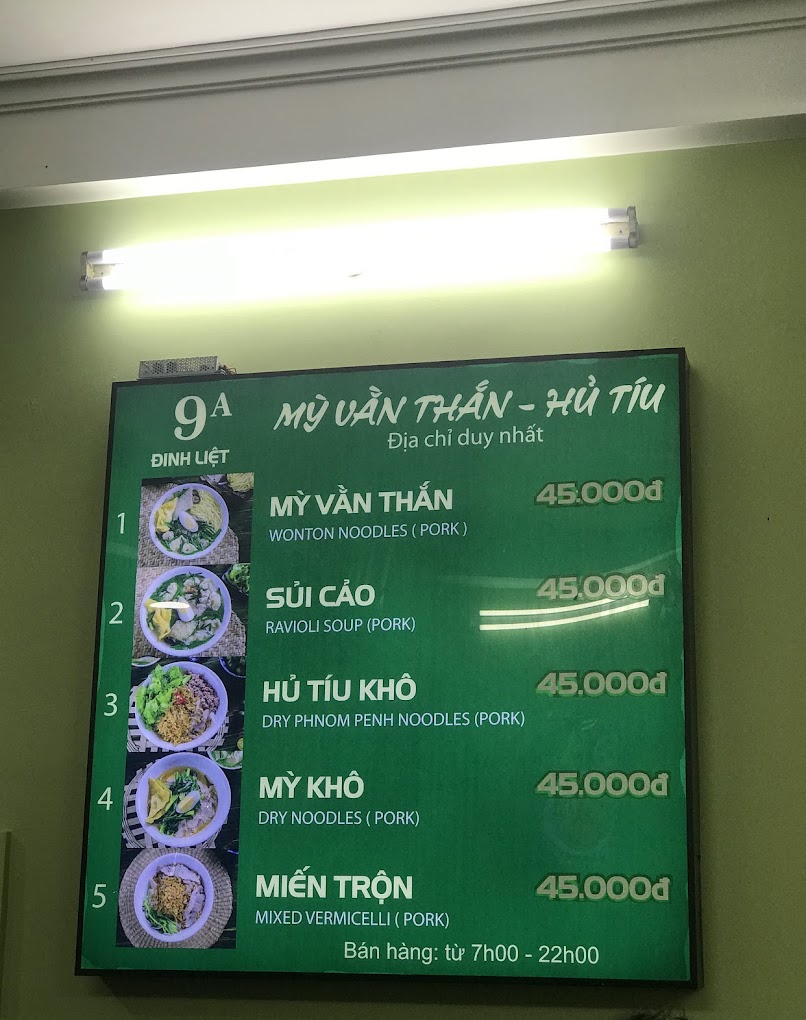 9A
ĐINH LIỆT
MỲ VẰN THẮN - HỦ TÍU
Địa chỉ duy nhất
1
MỲ VẰN THẮN
45.000đ
WONTON NOODLES ( PORK )
2
SỦI CẢO
45.000đ
RAVIOLI SOUP (PORK)
3
HỦ TÍU KHÔ
45.000đ
DRY PHNOM PENH NOODLES (PORK)
4
MỲ KHÔ
45.000đ
DRY NOODLES ( PORK)
5
MIẾN TRỘN
45.000đ
MIXED VERMICELLI ( PORK)
Bán hàng: từ 7h00 - 22h00